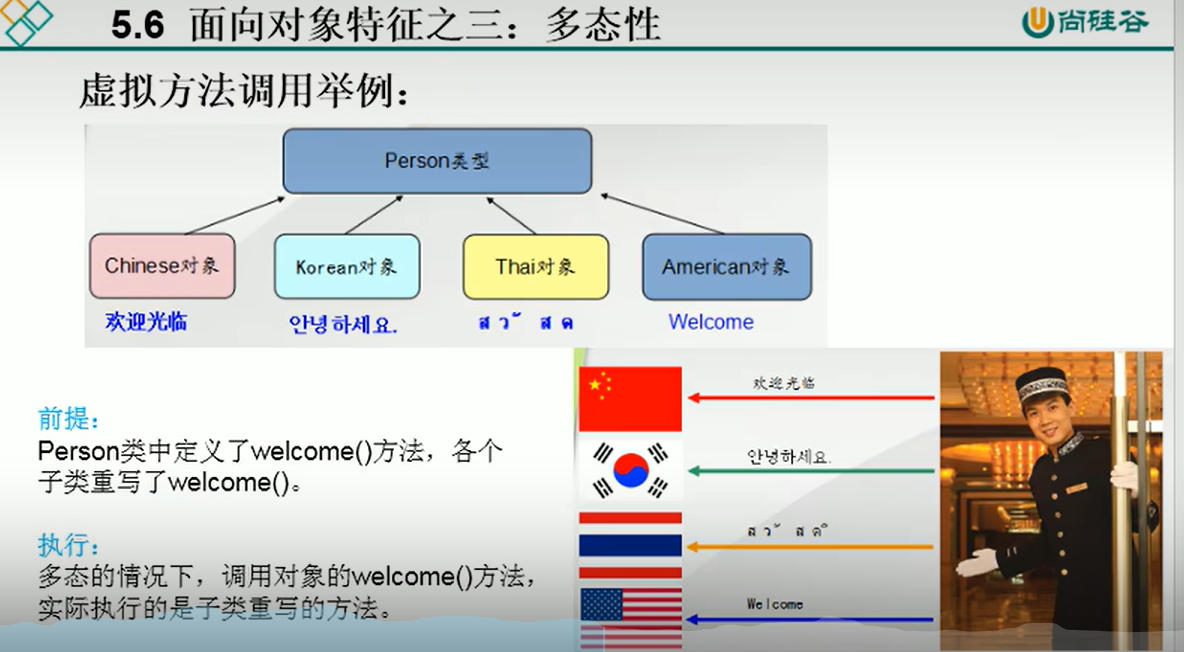 5.6 面向对象特征之三：多态性
尚硅谷
虚拟方法调用举例：
Person类型
Chinese对象
Korean对象
Thai对象
American对象
欢迎光临
안녕하세요.
ส ว ั ส ด
Welcome
前提：
Person类中定义了welcome()方法，各个
子类重写了welcome()。
执行：
多态的情况下，调用对象的welcome()方法，
实际执行的是子类重写的方法。
欢迎光临
안녕하세요.
ส ว ั ส ด ี
Welcome